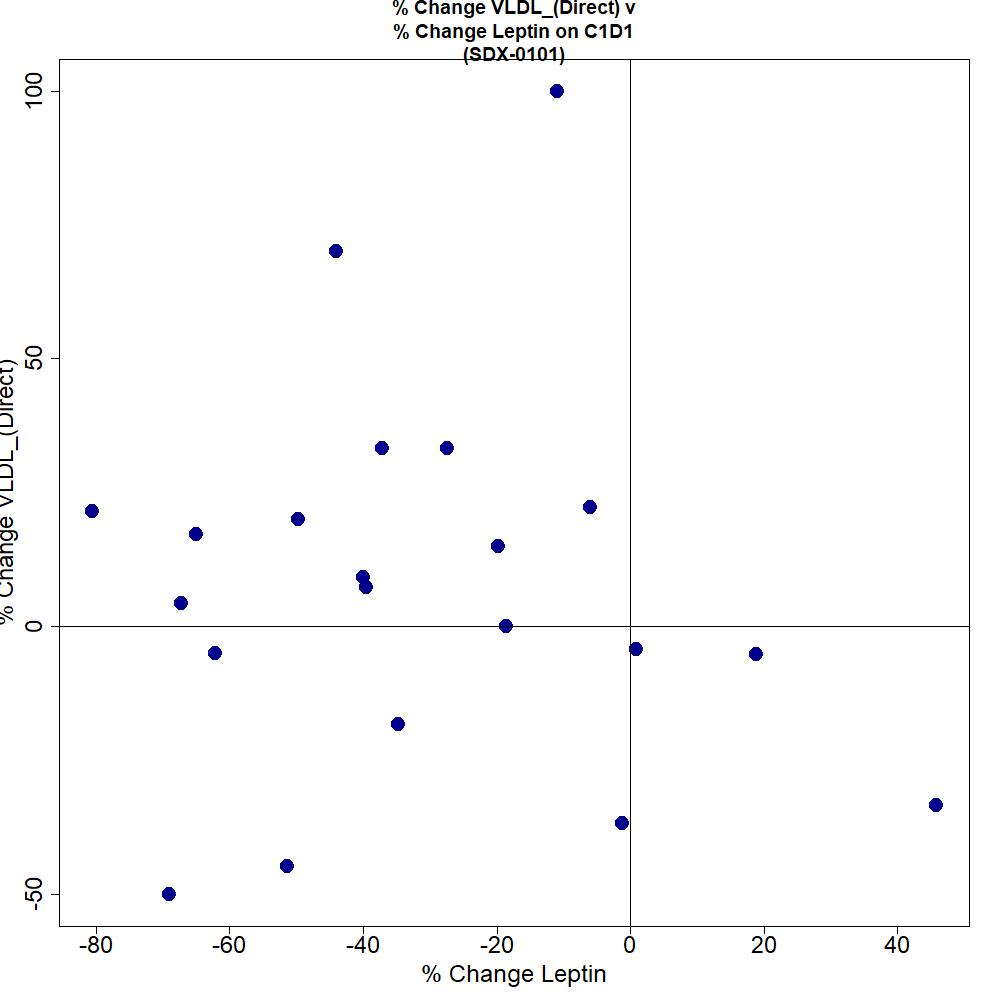 % Change VLDL_(Direct) v
% Change Leptin on C1D1
(SDX-0101)
% Change VLDL_(Direct)
100
50
0
-50
-80 -60 -40 -20 0 20 40
% Change Leptin